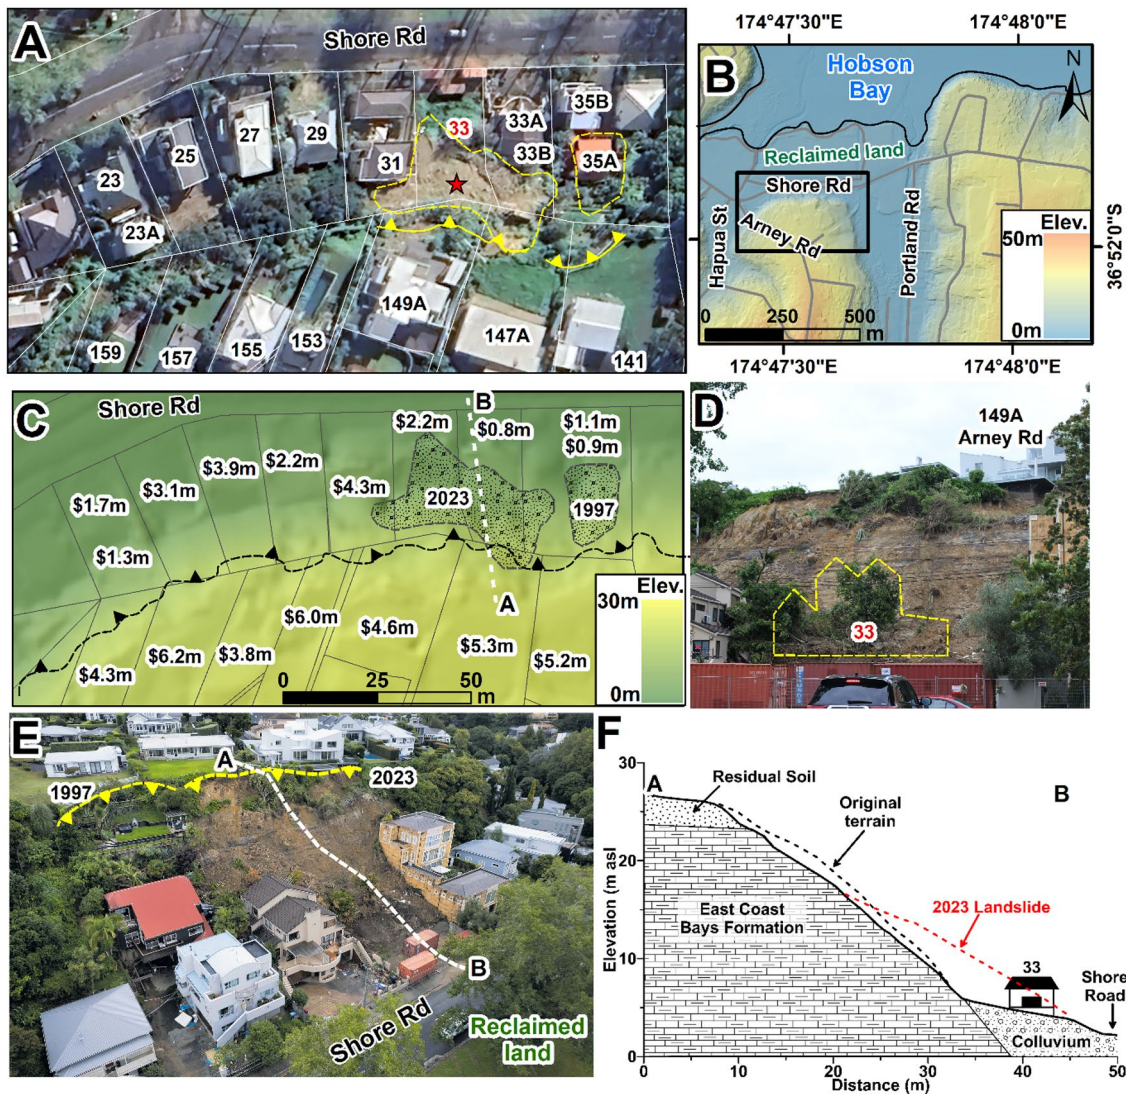 A
Shore Rd
23
23A
25
27
29
31
33
33A
33B
35B
35A
159
157
155
153
149A
147A
141
B
174°47'30"E
174°48'0"E
N
Hobson
Bay
Reclaimed land
Shore Rd
Arney Rd
Hapua St
Portland Rd
36°52'0"S
Elev.
50m
0m
0 250 500
m
174°47'30"E
174°48'0"E
C
Shore Rd
B
$2.2m
$0.8m
$1.1m
$0.9m
$3.9m
$2.2m
$3.1m
$4.3m
$1.7m
$1.3m
2023
1997
A
$6.0m
$4.6m
$6.2m
$3.8m
$4.3m
$5.3m
$5.2m
Elev.
30m
0m
0 25 50
m
D
149A
Arney Rd
33
E
A
1997
2023
B
Shore Rd
Reclaimed
land
F
30
20
10
0
Elevation (m asl)
A
B
Residual Soil
Original
terrain
East Coast
Bays Formation
2023 Landslide
33
Shore
Road
Colluvium
0 10 20 30 40 50
Distance (m)